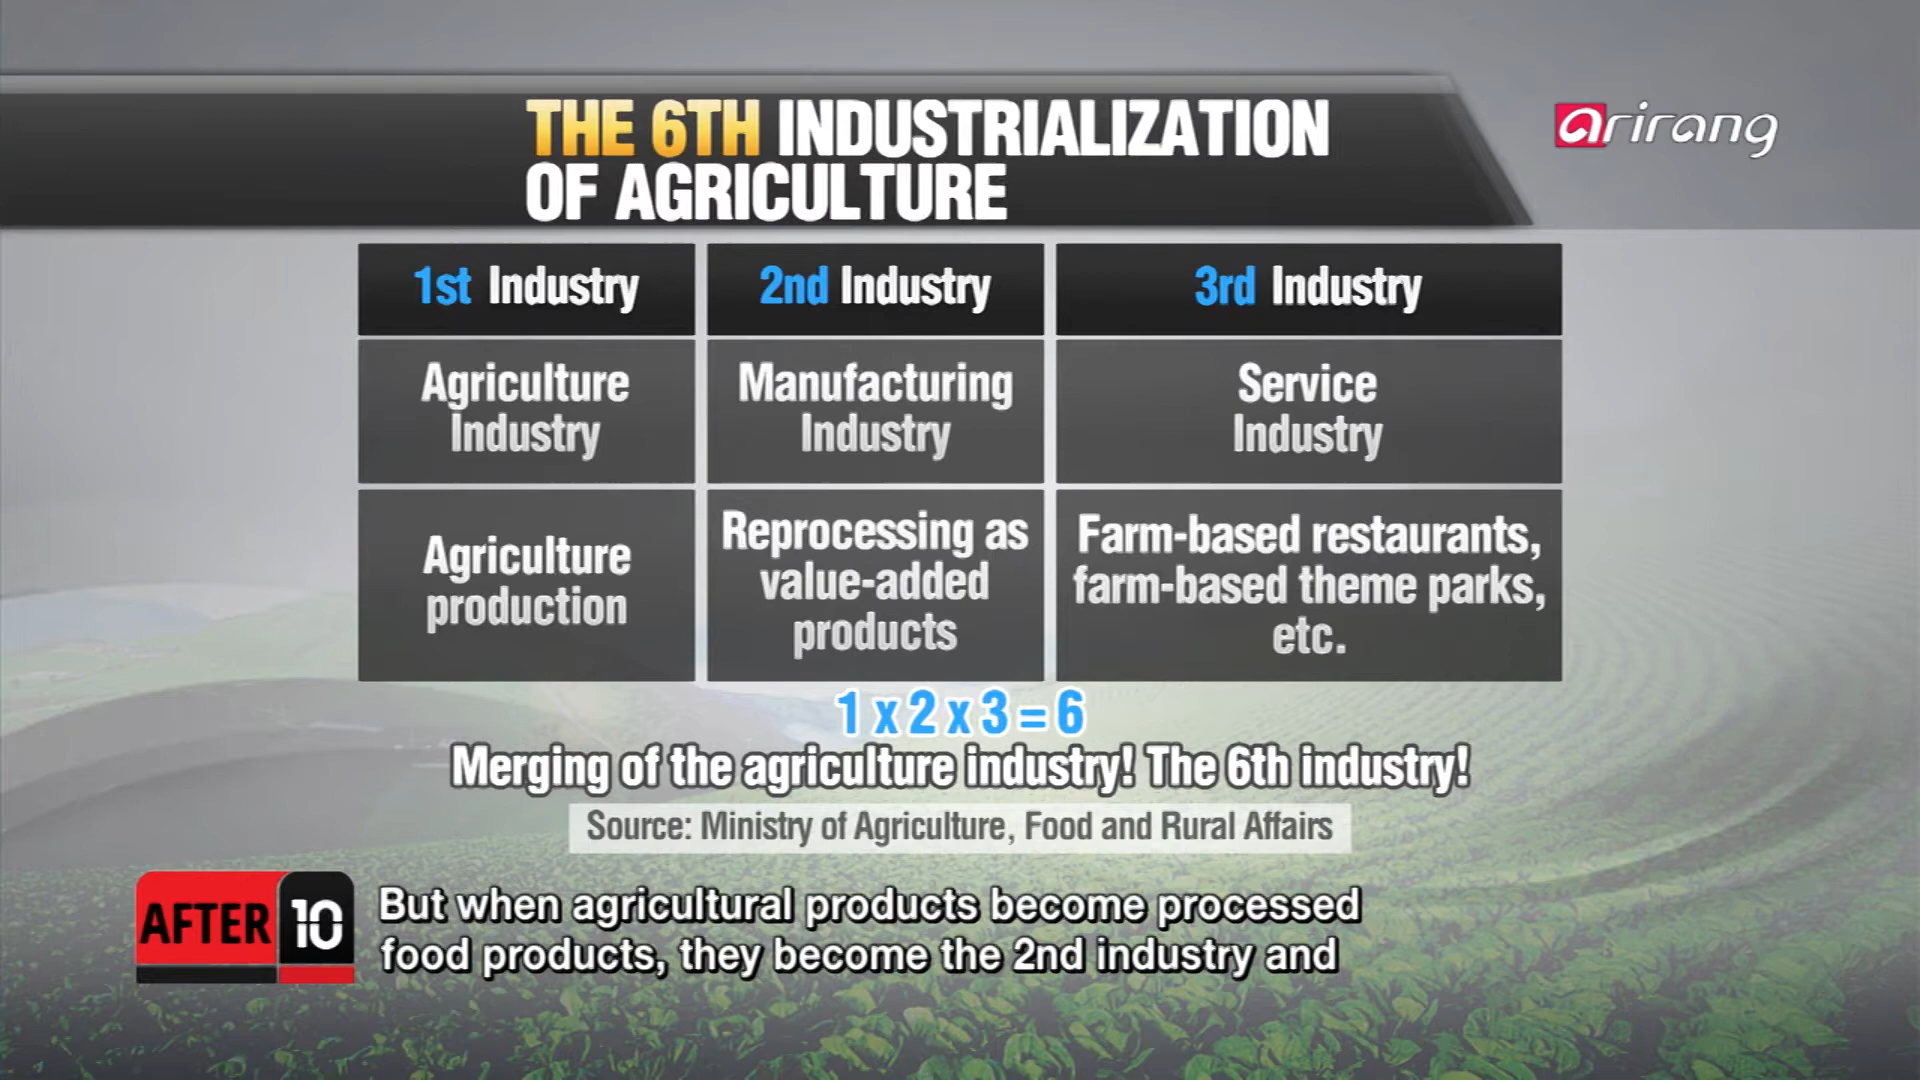 THE 6TH INDUSTRIALIZATION
OF AGRICULTURE
arirang
1st Industry
2nd Industry
3rd Industry
Agriculture
Industry
Manufacturing
Industry
Service
Industry
Agriculture
production
Reprocessing as
value-added
products
Farm-based restaurants,
farm-based theme parks,
etc.
1 x 2 x 3 = 6
Merging of the agriculture industry! The 6th industry!
Source: Ministry of Agriculture, Food and Rural Affairs
AFTER 10
But when agricultural products become processed
food products, they become the 2nd industry and